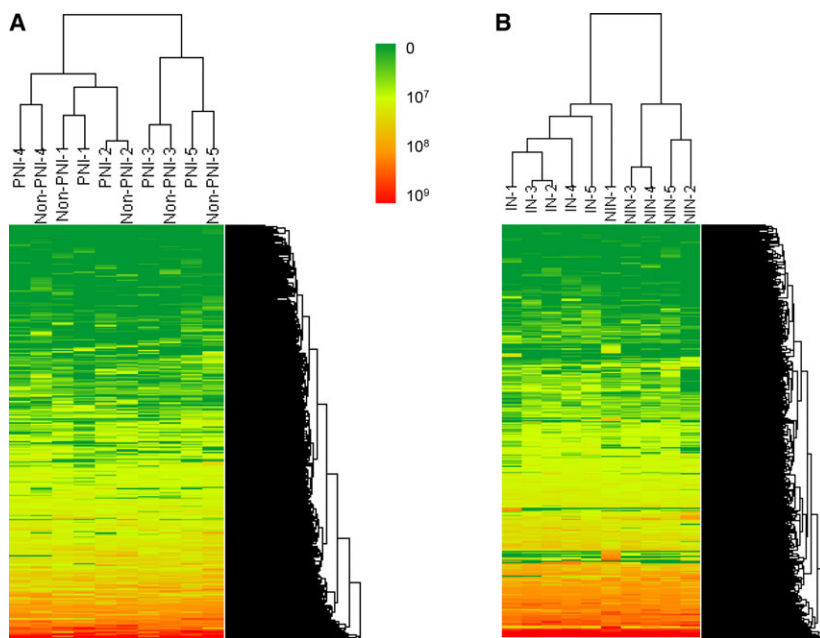 A
B
0
10⁷
10⁸
10⁹
PNI-4
Non-PNI-4
Non-PNI-1
PNI-1
PNI-2
Non-PNI-2
PNI-3
Non-PNI-3
PNI-5
Non-PNI-5
IN-1
IN-3
IN-2
IN-4
IN-5
NIN-1
NIN-3
NIN-4
NIN-5
NIN-2